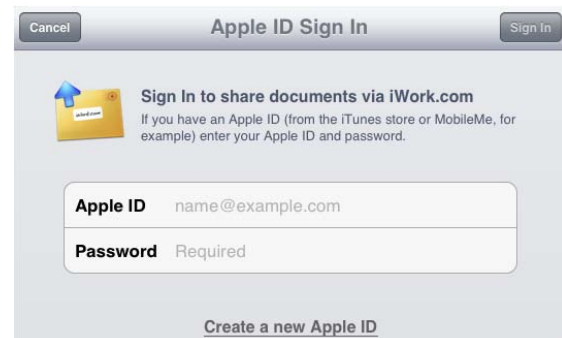 Cancel Apple ID Sign In Sign In
Sign In to share documents via iWork.com
If you have an Apple ID (from the iTunes store or MobileMe, for
example) enter your Apple ID and password.
Apple ID name@example.com
Password Required
Create a new Apple ID